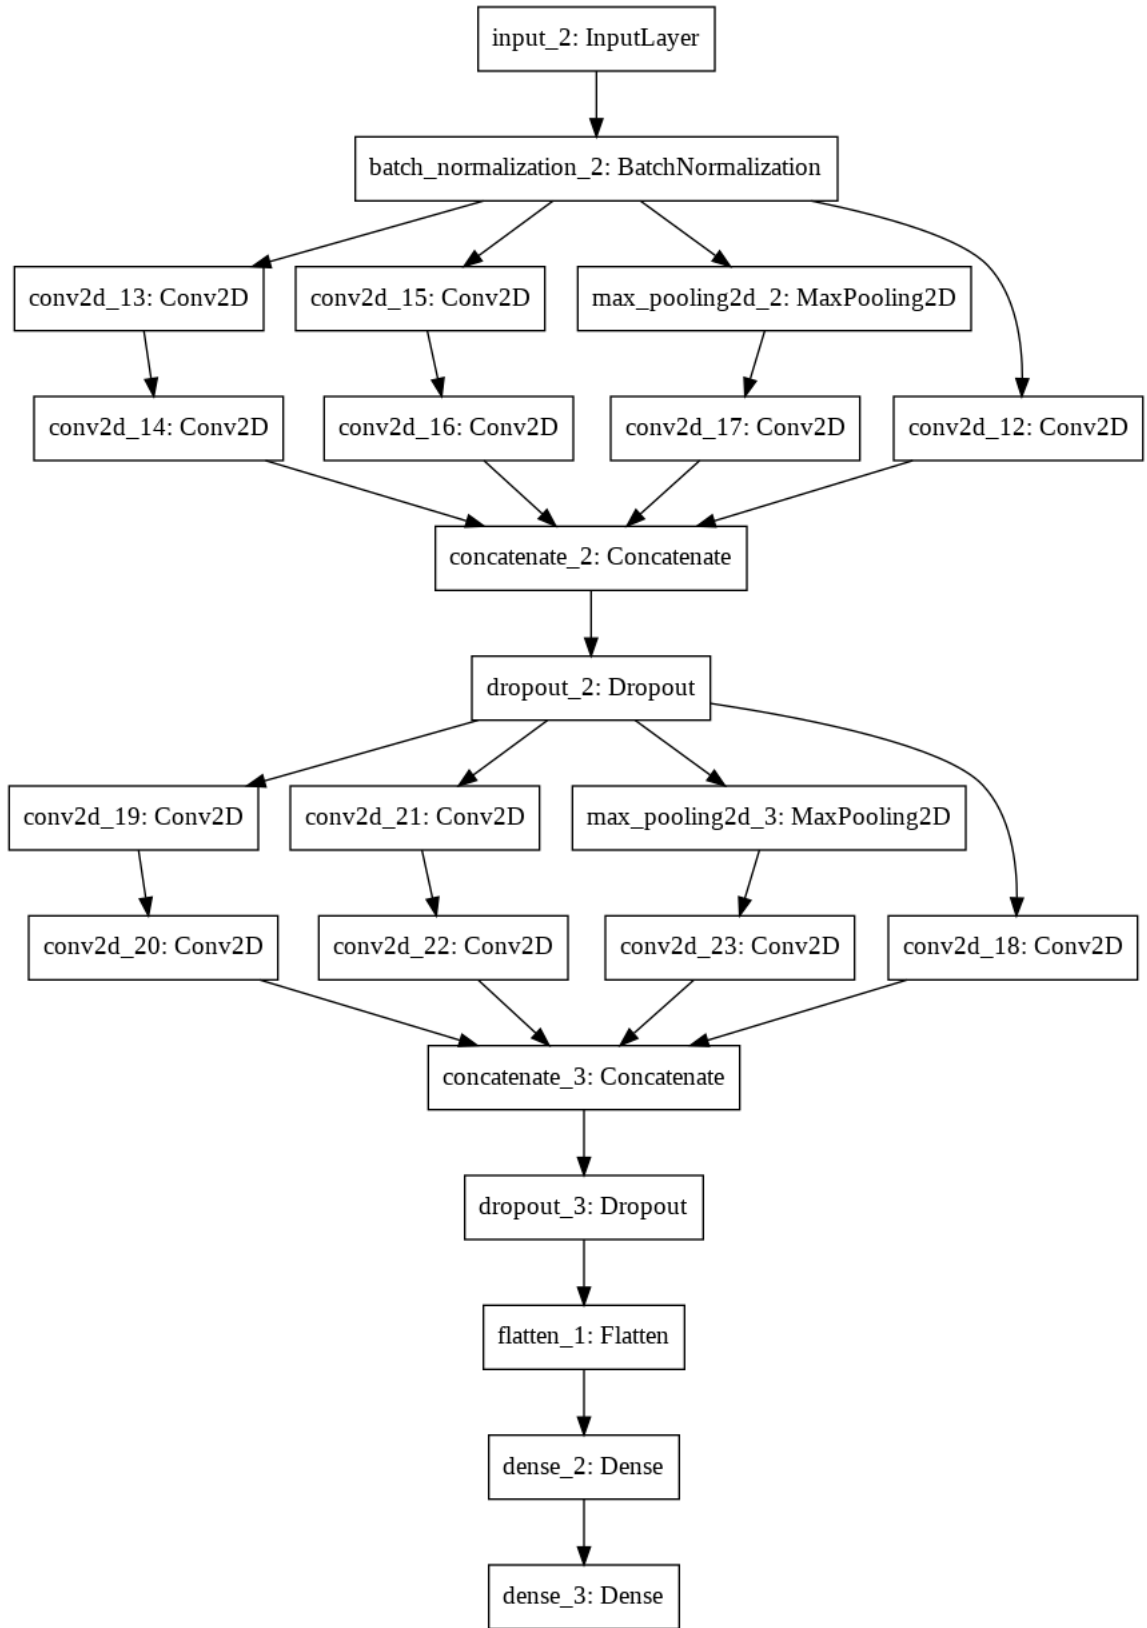 input_2: InputLayer
batch_normalization_2: BatchNormalization
conv2d_13: Conv2D
conv2d_15: Conv2D
max_pooling2d_2: MaxPooling2D
conv2d_14: Conv2D
conv2d_16: Conv2D
conv2d_17: Conv2D
conv2d_12: Conv2D
concatenate_2: Concatenate
dropout_2: Dropout
conv2d_19: Conv2D
conv2d_21: Conv2D
max_pooling2d_3: MaxPooling2D
conv2d_20: Conv2D
conv2d_22: Conv2D
conv2d_23: Conv2D
conv2d_18: Conv2D
concatenate_3: Concatenate
dropout_3: Dropout
flatten_1: Flatten
dense_2: Dense
dense_3: Dense